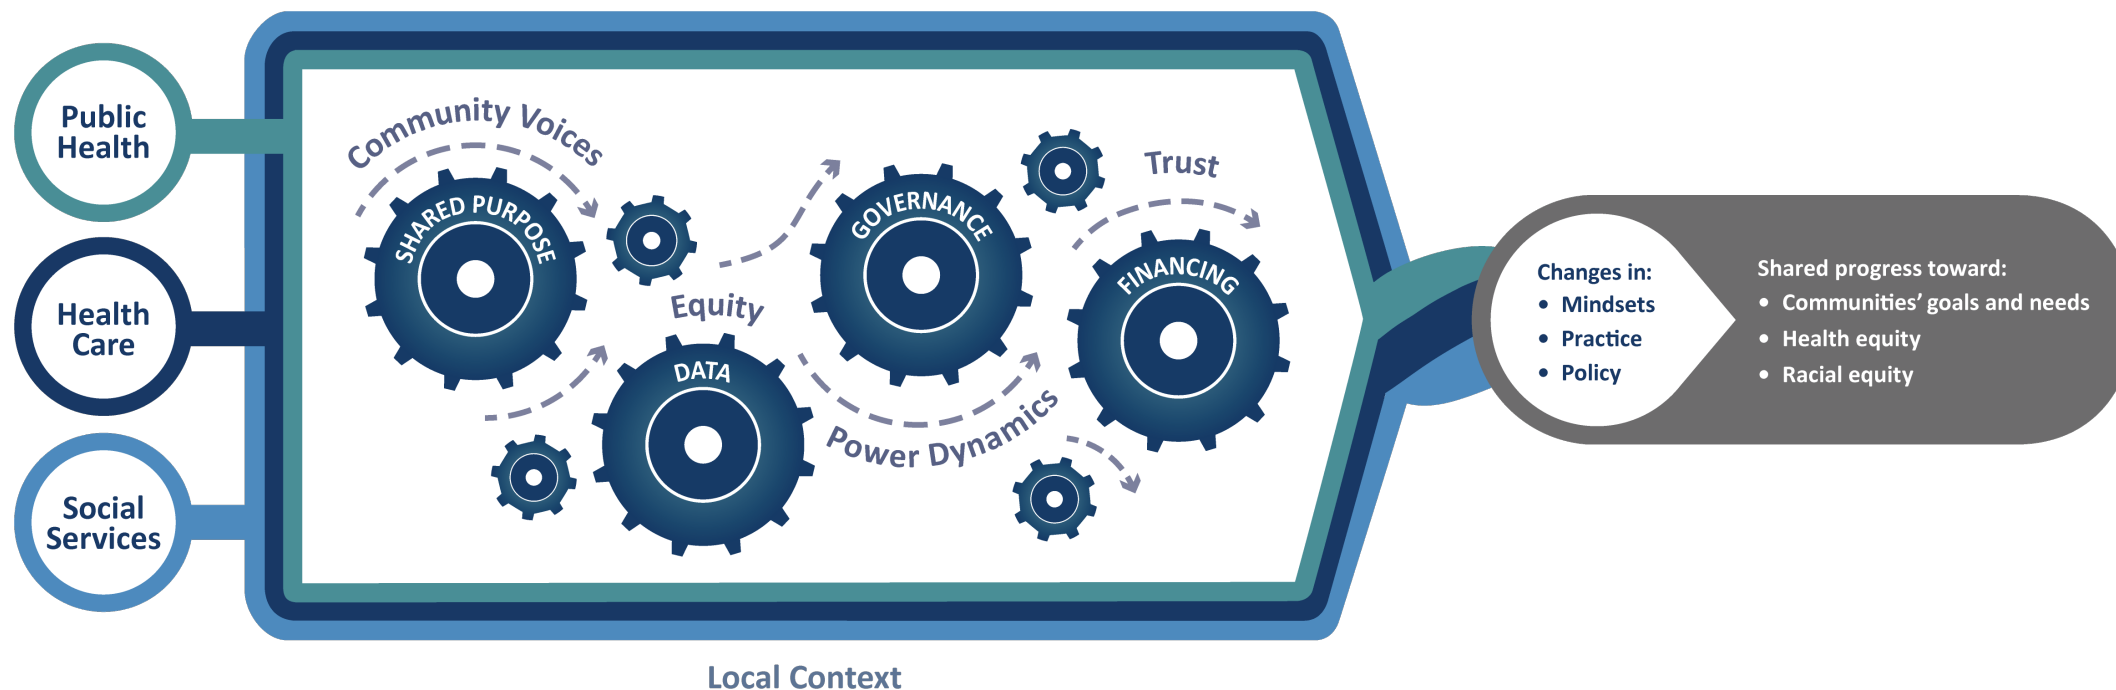 Public
Health
Health
Care
Social
Services
Community Voices
SHARED PURPOSE
Equity
DATA
GOVERNANCE
Power Dynamics
Trust
FINANCING
Local Context
Changes in:
• Mindsets
• Practice
• Policy
Shared progress toward:
• Communities’ goals and needs
• Health equity
• Racial equity